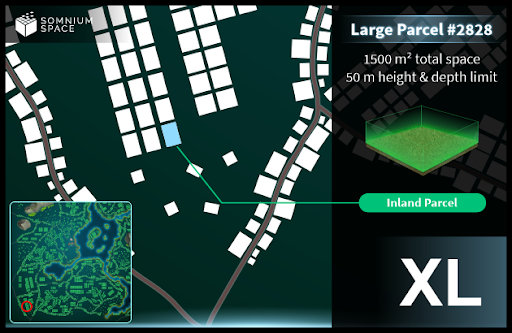 SOMNIUM
SPACE
Large Parcel #2828
1500 m² total space
50 m height & depth limit
Inland Parcel
XL